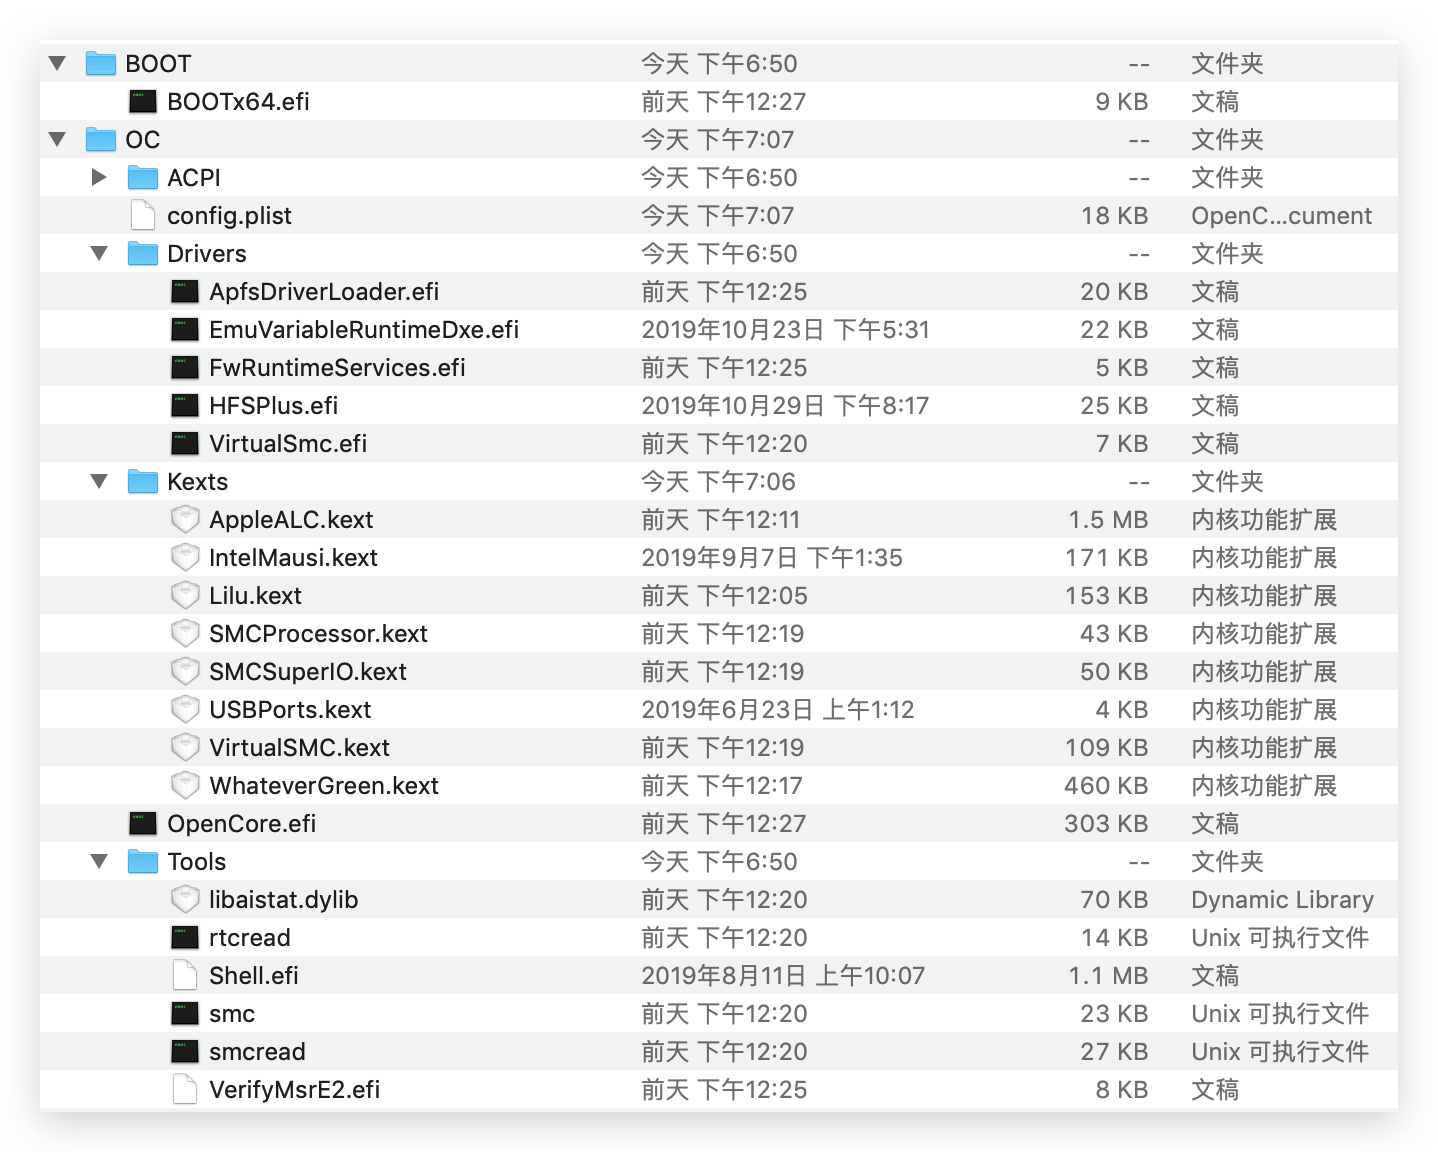 BOOT 今天 下午6:50 -- 文件夹
BOOTx64.efi 前天 下午12:27 9 KB 文稿
OC 今天 下午7:07 -- 文件夹
ACPI 今天 下午6:50 -- 文件夹
config.plist 今天 下午7:07 18 KB OpenC...cument
Drivers 今天 下午6:50 -- 文件夹
ApfsDriverLoader.efi 前天 下午12:25 20 KB 文稿
EmuVariableRuntimeDxe.efi 2019年10月23日 下午5:31 22 KB 文稿
FwRuntimeServices.efi 前天 下午12:25 5 KB 文稿
HFSPlus.efi 2019年10月29日 下午8:17 25 KB 文稿
VirtualSmc.efi 前天 下午12:20 7 KB 文稿
Kexts 今天 下午7:06 -- 文件夹
AppleALC.kext 前天 下午12:11 1.5 MB 内核功能扩展
IntelMausi.kext 2019年9月7日 下午1:35 171 KB 内核功能扩展
Lilu.kext 前天 下午12:05 153 KB 内核功能扩展
SMCProcessor.kext 前天 下午12:19 43 KB 内核功能扩展
SMCSuperIO.kext 前天 下午12:19 50 KB 内核功能扩展
USBPorts.kext 2019年6月23日 上午1:12 4 KB 内核功能扩展
VirtualSMC.kext 前天 下午12:19 109 KB 内核功能扩展
WhateverGreen.kext 前天 下午12:17 460 KB 内核功能扩展
OpenCore.efi 前天 下午12:27 303 KB 文稿
Tools 今天 下午6:50 -- 文件夹
libaistat.dylib 前天 下午12:20 70 KB Dynamic Library
rtcread 前天 下午12:20 14 KB Unix 可执行文件
Shell.efi 2019年8月11日 上午10:07 1.1 MB 文稿
smc 前天 下午12:20 23 KB Unix 可执行文件
smcread 前天 下午12:20 27 KB Unix 可执行文件
VerifyMsrE2.efi 前天 下午12:25 8 KB 文稿